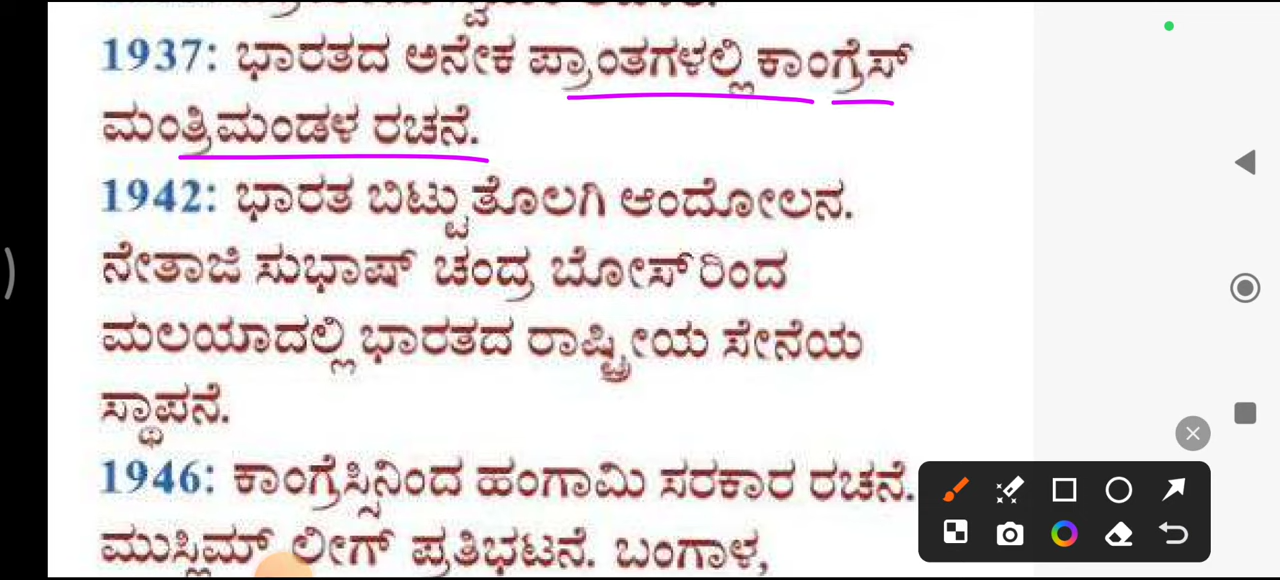 1937: ಭಾರತದ ಅನೇಕ ಪ್ರಾಂತಗಳಲ್ಲಿ ಕಾಂಗ್ರೆಸ್
ಮಂತ್ರಿಮಂಡಳ ರಚನೆ.
1942: ಭಾರತ ಬಿಟ್ಟು ತೊಲಗಿ ಆಂದೋಲನ.
ನೇತಾಜಿ ಸುಭಾಷ್ ಚಂದ್ರ ಬೋಸ್‌ರಿಂದ
ಮಲಯಾದಲ್ಲಿ ಭಾರತದ ರಾಷ್ಟ್ರೀಯ ಸೇನೆಯ
ಸ್ಥಾಪನೆ.
1946: ಕಾಂಗ್ರೆಸ್ಸಿನಿಂದ ಹಂಗಾಮಿ ಸರಕಾರ ರಚನೆ.
ಮುಸ್ಲಿಮ್ ಲೀಗ್ ಪ್ರತಿಭಟನೆ. ಬಂಗಾಳ,